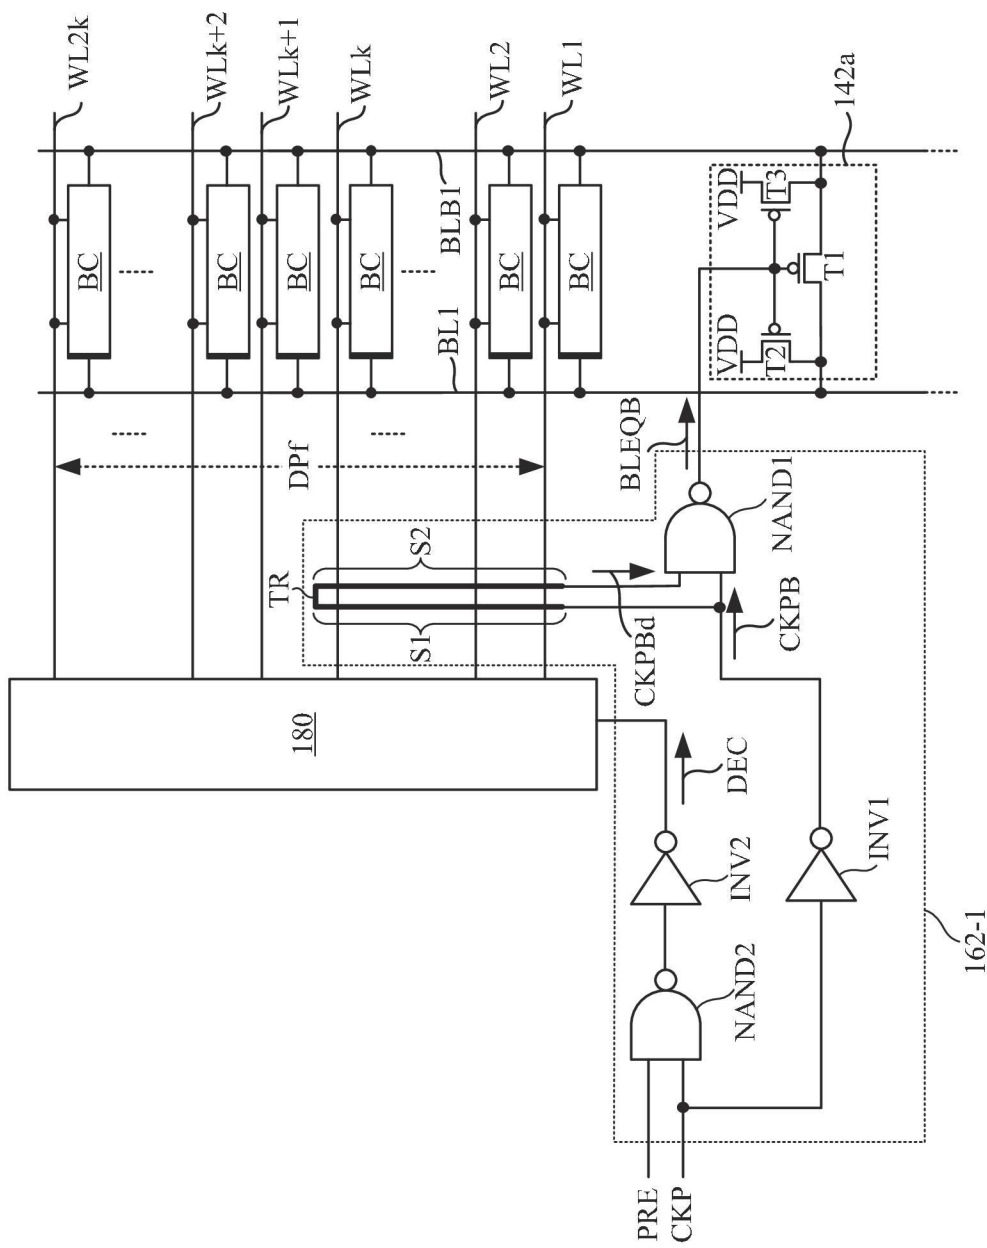 WL2k
WLk+2
WLk+1
WLk
WL2
WL1
BC
BC
BC
BC
BC
BC
BLB1
BL1
142a
VDD
T3
T1
VDD
T2
DPf
BLEQB
NAND1
TR
S2
S1
CKPBd
CKPB
180
DEC
INV2
INV1
NAND2
162-1
PRE
CKP